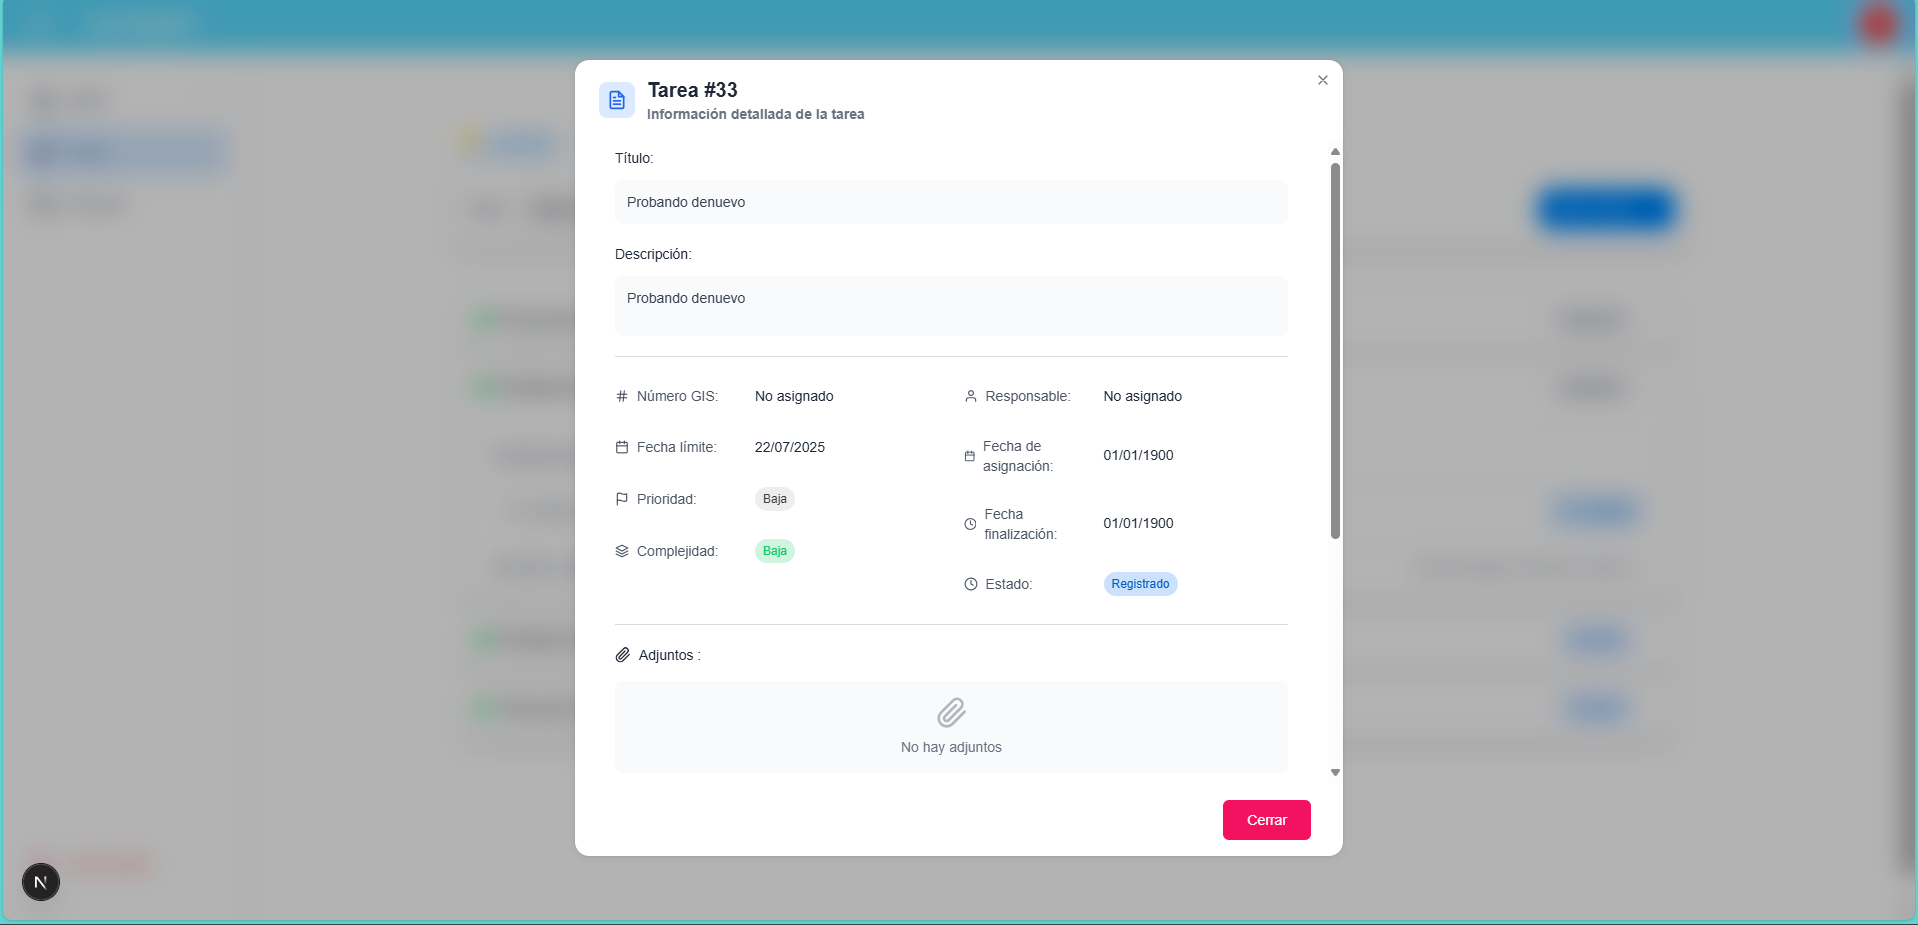 Tarea #33
Información detallada de la tarea
Título:
Probando denuevo
Descripción:
Probando denuevo
Número GIS: No asignado
Responsable: No asignado
Fecha límite: 22/07/2025
Fecha de
asignación: 01/01/1900
Prioridad: Baja
Fecha
finalización: 01/01/1900
Complejidad: Baja
Estado: Registrado
Adjuntos :
No hay adjuntos
Cerrar
N